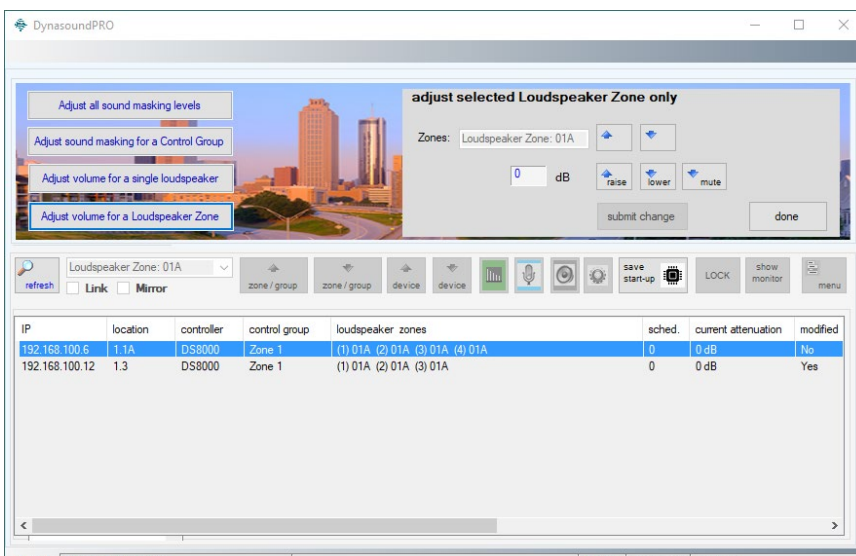 DynasoundPRO
Adjust all sound masking levels
Adjust sound masking for a Control Group
Adjust volume for a single loudspeaker
Adjust volume for a Loudspeaker Zone
adjust selected Loudspeaker Zone only
Zones: Loudspeaker Zone: 01A
0 dB raise lower mute
submit change done
refresh Loudspeaker Zone: 01A Link Mirror zone / group zone / group device device save start-up LOCK show monitor menu
IP location controller control group loudspeaker zones sched. current attenuation modified
192.168.100.6 1.1A DS8000 Zone 1 (1) 01A (2) 01A (3) 01A (4) 01A 0 0 dB No
192.168.100.12 1.3 DS8000 Zone 1 (1) 01A (2) 01A (3) 01A 0 0 dB Yes